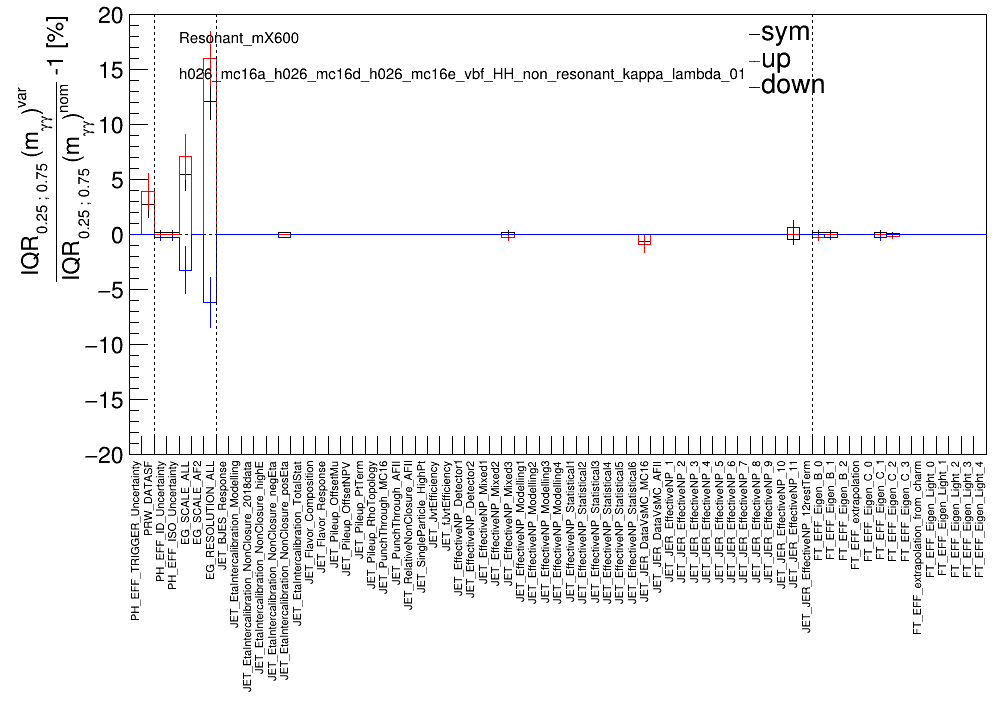 IQR0.25 ; 0.75 (mγγ)var
IQR0.25 ; 0.75 (mγγ)nom -1 [%]
20
15
10
5
0
−5
−10
−15
−20
Resonant_mX600
h026_mc16a_h026_mc16d_h026_mc16e_vbf_HH_non_resonant_kappa_lambda_01
sym
up
down
PH_EFF_TRIGGER_Uncertainty
PRW_DATASF
PH_EFF_ID_Uncertainty
PH_EFF_ISO_Uncertainty
EG_SCALE_ALL
EG_SCALE_AF2
EG_RESOLUTION_ALL
JET_BJES_Response
JET_EtaIntercalibration_Modelling
JET_EtaIntercalibration_NonClosure_2018data
JET_EtaIntercalibration_NonClosure_highE
JET_EtaIntercalibration_NonClosure_negEta
JET_EtaIntercalibration_NonClosure_posEta
JET_EtaIntercalibration_TotalStat
JET_Flavor_Composition
JET_Flavor_Response
JET_Pileup_OffsetMu
JET_Pileup_OffsetNPV
JET_Pileup_PtTerm
JET_Pileup_RhoTopology
JET_PunchThrough_MC16
JET_PunchThrough_AFII
JET_RelativeNonClosure_AFII
JET_SingleParticle_HighPt
JET_JvtEfficiency
JET_fJvtEfficiency
JET_EffectiveNP_Detector1
JET_EffectiveNP_Detector2
JET_EffectiveNP_Mixed1
JET_EffectiveNP_Mixed2
JET_EffectiveNP_Mixed3
JET_EffectiveNP_Modelling1
JET_EffectiveNP_Modelling2
JET_EffectiveNP_Modelling3
JET_EffectiveNP_Modelling4
JET_EffectiveNP_Statistical1
JET_EffectiveNP_Statistical2
JET_EffectiveNP_Statistical3
JET_EffectiveNP_Statistical4
JET_EffectiveNP_Statistical5
JET_EffectiveNP_Statistical6
JET_JER_DataVsMC_MC16
JET_JER_DataVsMC_AFII
JET_JER_EffectiveNP_1
JET_JER_EffectiveNP_2
JET_JER_EffectiveNP_3
JET_JER_EffectiveNP_4
JET_JER_EffectiveNP_5
JET_JER_EffectiveNP_6
JET_JER_EffectiveNP_7
JET_JER_EffectiveNP_8
JET_JER_EffectiveNP_9
JET_JER_EffectiveNP_10
JET_JER_EffectiveNP_11
JET_JER_EffectiveNP_12restTerm
FT_EFF_Eigen_B_0
FT_EFF_Eigen_B_1
FT_EFF_Eigen_B_2
FT_EFF_extrapolation
FT_EFF_Eigen_C_0
FT_EFF_Eigen_C_1
FT_EFF_Eigen_C_2
FT_EFF_Eigen_C_3
FT_EFF_extrapolation_from_charm
FT_EFF_Eigen_Light_0
FT_EFF_Eigen_Light_1
FT_EFF_Eigen_Light_2
FT_EFF_Eigen_Light_3
FT_EFF_Eigen_Light_4